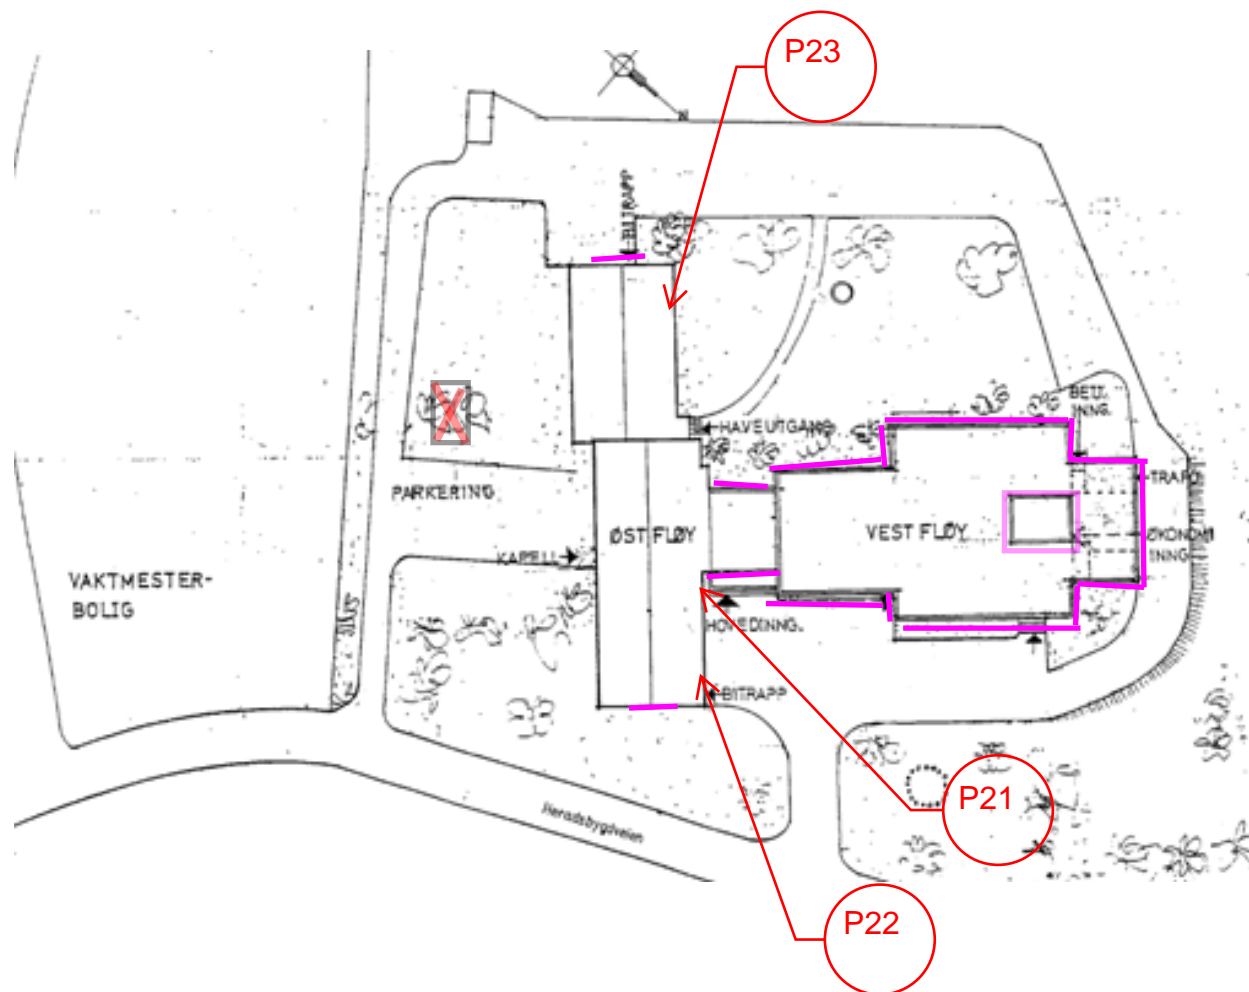 P23
N
BITRAPP
HAVEUTGANG
BELL.
INNG.
PARKERING
TRAFO
ØST FLØY
VEST FLØY
ØKONOMI
INNG.
KAPELL
VAKTMESTER-
BOLIG
HOVEDINNG.
BITRAPP
P21
Heradsbygdveien
P22